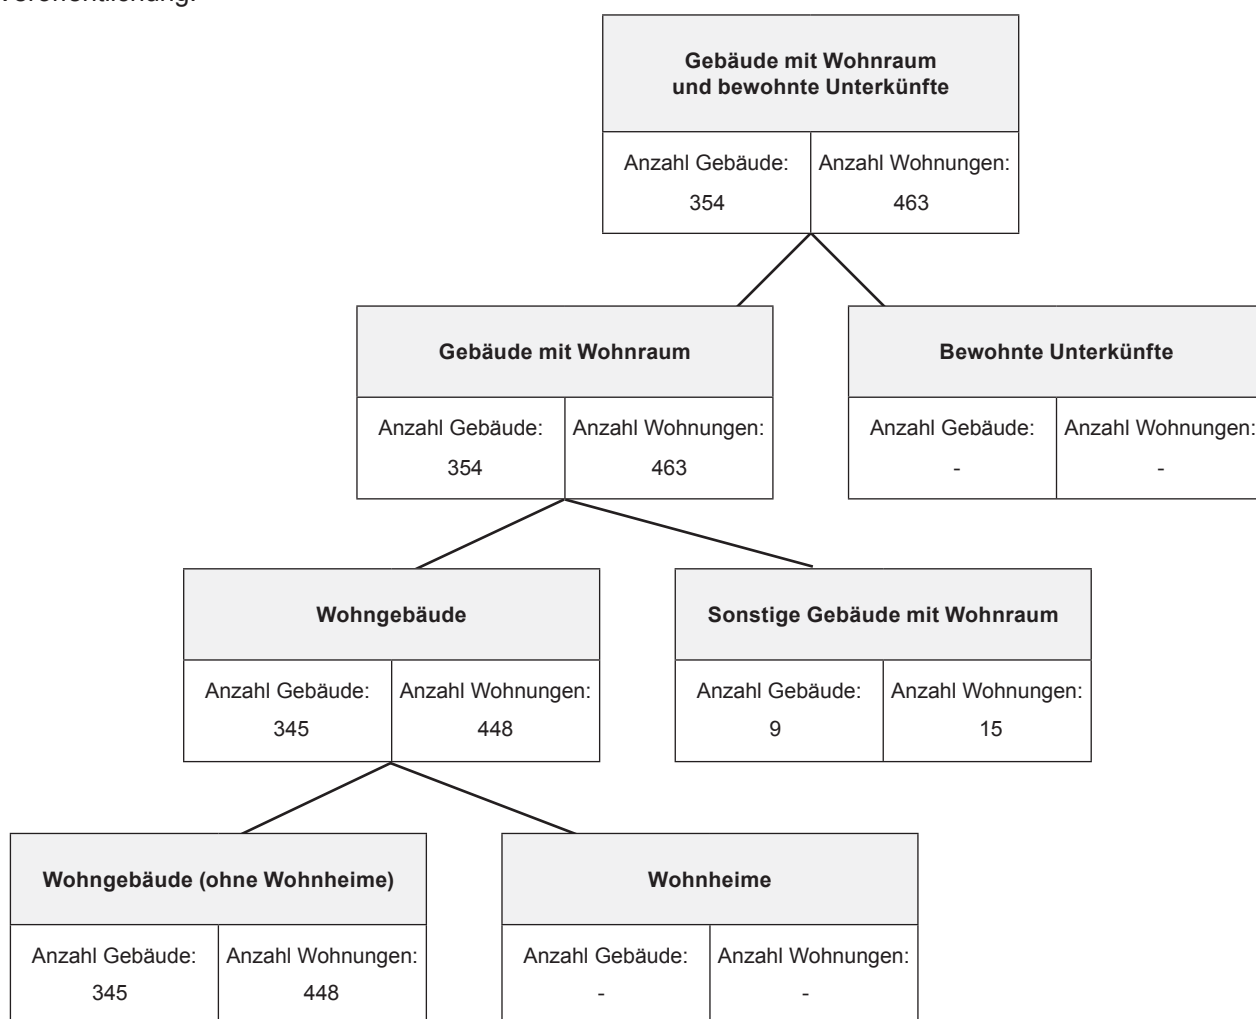 Veröffentlichung.
Gebäude mit Wohnraum
und bewohnte Unterkünfte
Anzahl Gebäude: Anzahl Wohnungen:
354 463
Gebäude mit Wohnraum
Bewohnte Unterkünfte
Anzahl Gebäude: Anzahl Wohnungen:
354 463
Anzahl Gebäude: Anzahl Wohnungen:
- -
Wohngebäude
Sonstige Gebäude mit Wohnraum
Anzahl Gebäude: Anzahl Wohnungen:
345 448
Anzahl Gebäude: Anzahl Wohnungen:
9 15
Wohngebäude (ohne Wohnheime)
Wohnheime
Anzahl Gebäude: Anzahl Wohnungen:
345 448
Anzahl Gebäude: Anzahl Wohnungen:
- -